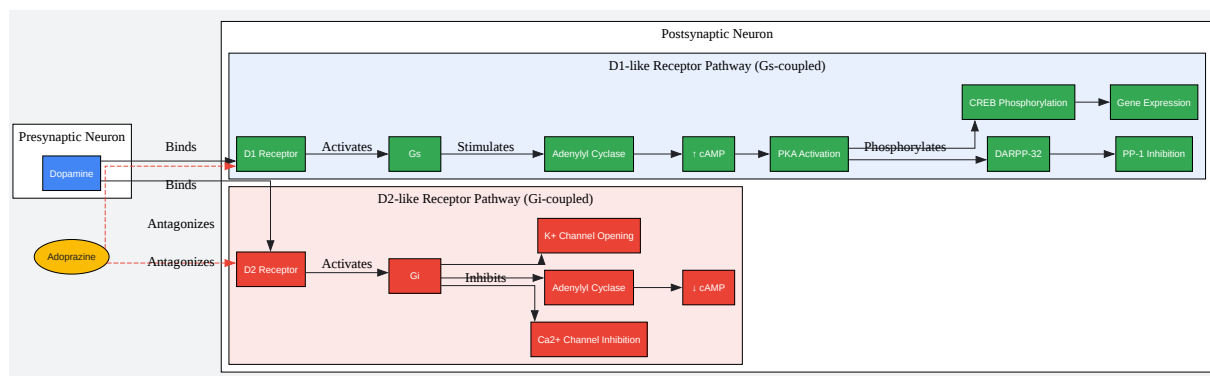 Postsynaptic Neuron
D1-like Receptor Pathway (Gs-coupled)
CREB Phosphorylation
Gene Expression
Presynaptic Neuron
Dopamine
Binds
D1 Receptor
Activates
Gs
Stimulates
Adenylyl Cyclase
↑ cAMP
PKA Activation
Phosphorylates
DARPP-32
PP-1 Inhibition
Binds
D2-like Receptor Pathway (Gi-coupled)
Antagonizes
K+ Channel Opening
Adoprazine
Antagonizes
D2 Receptor
Activates
Gi
Inhibits
Adenylyl Cyclase
↓ cAMP
Ca2+ Channel Inhibition